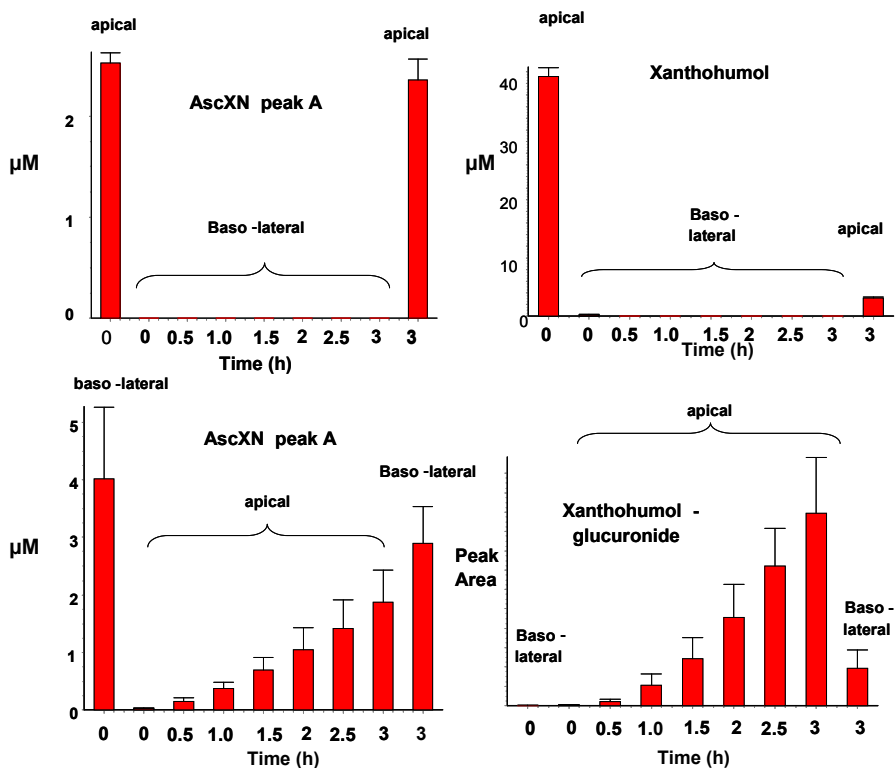 apical
apical
AscXN peak A
µM
2
1
0
Baso -lateral
0 0 0.5 1.0 1.5 2 2.5 3 3
Time (h)
apical
Xanthohumol
40
30
µM
20
10
0
Baso -
lateral
apical
0 0 0.5 1.0 1.5 2 2.5 3 3
Time (h)
baso -lateral
AscXN peak A
Baso -lateral
apical
5
4
3
µM
2
1
0
0 0 0.5 1.0 1.5 2 2.5 3 3
Time (h)
apical
Xanthohumol -
glucuronide
Peak
Area
Baso -
lateral
Baso -
lateral
0 0 0.5 1.0 1.5 2 2.5 3 3
Time (h)